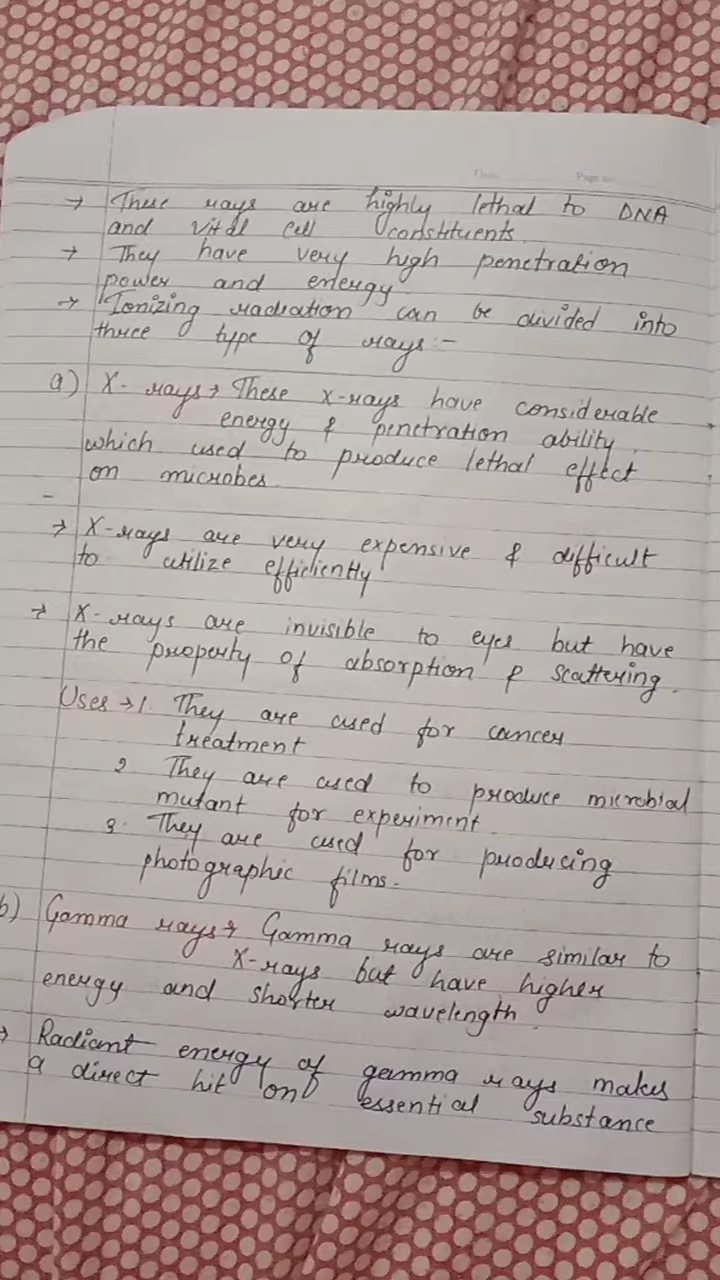 → These rays are highly lethal to DNA
and vital cell constituents.
→ They have very high penetration
power and energy.
→ Ionizing radiation can be divided into
three type of rays:-
a) X-rays → These x-rays have considerable
energy & penetration ability
which used to produce lethal effect
on microbes.
→ X-rays are very expensive & difficult
to utilize efficiently
→ X-rays are invisible to eyes but have
the property of absorption & scattering.
Uses → 1. They are used for cancer
treatment
2. They are used to produce microbial
mutant for experiment.
3. They are used for producing
photographic films.
b) Gamma rays → Gamma rays are similar to
X-rays but have higher
energy and shorter wavelength.
→ Radiant energy of gamma rays makes
a direct hit on essential substance